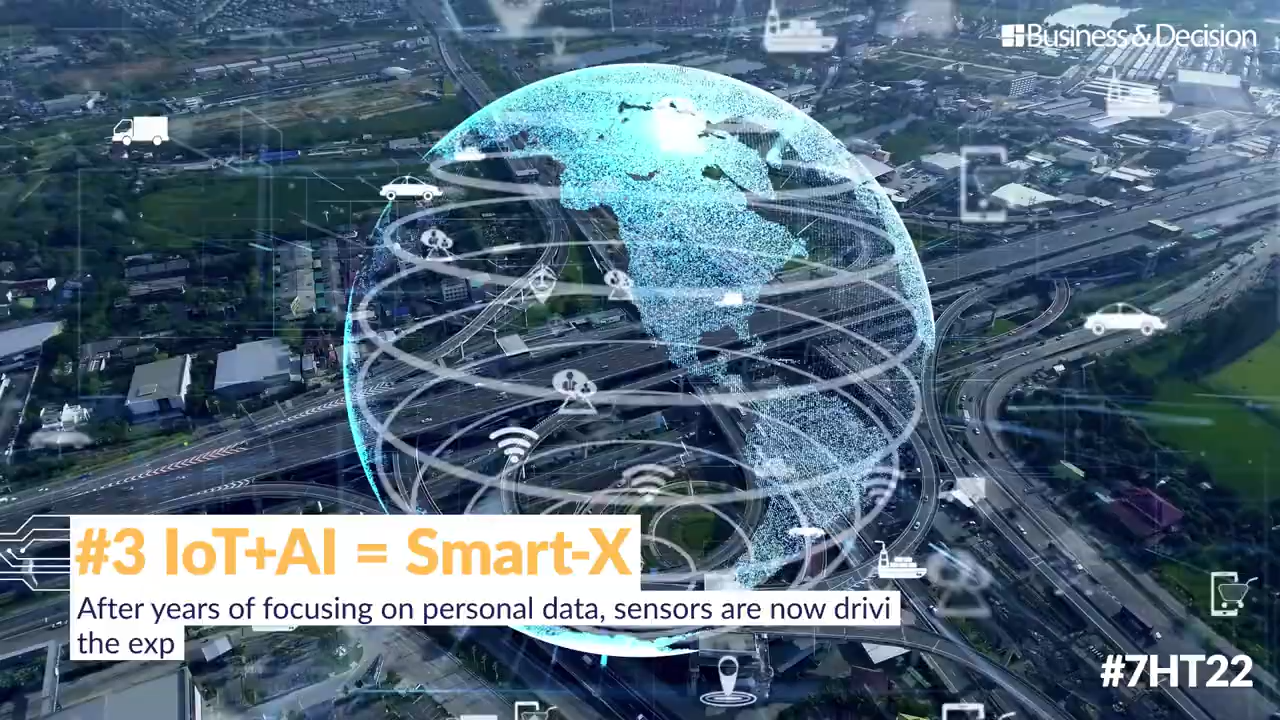 Business & Decision
#3 IoT+AI = Smart-X
After years of focusing on personal data, sensors are now drivi
the exp
#7HT22